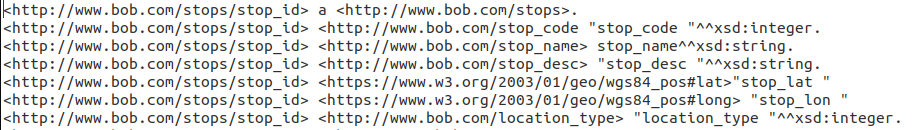 <http://www.bob.com/stops/stop_id> a <http://www.bob.com/stops>.
<http://www.bob.com/stops/stop_id> <http://www.bob.com/stop_code "stop_code "^^xsd:integer.
<http://www.bob.com/stops/stop_id> <http://www.bob.com/stop_name> stop_name^^xsd:string.
<http://www.bob.com/stops/stop_id> <http://www.bob.com/stop_desc> "stop_desc "^^xsd:string.
<http://www.bob.com/stops/stop_id> <https://www.w3.org/2003/01/geo/wgs84_pos#lat>"stop_lat "
<http://www.bob.com/stops/stop_id> <https://www.w3.org/2003/01/geo/wgs84_pos#long> "stop_lon "
<http://www.bob.com/stops/stop_id> <http://www.bob.com/location_type> "location_type "^^xsd:integer.